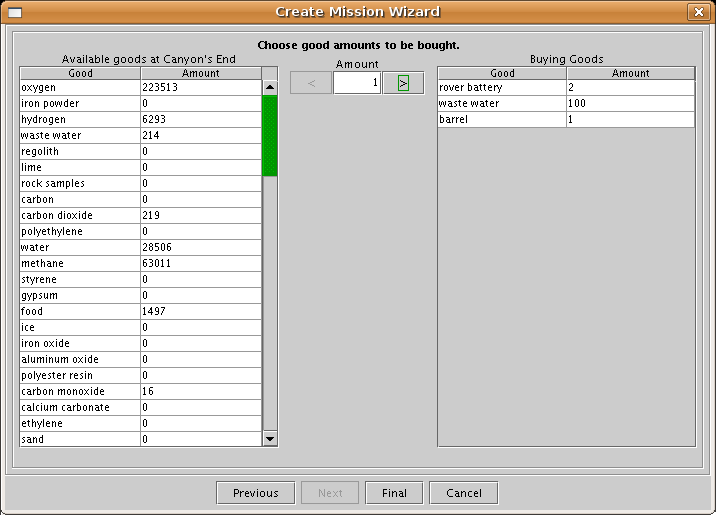 Create Mission Wizard
Choose good amounts to be bought.
Available goods at Canyon's End
Good Amount
oxygen 223513
iron powder 0
hydrogen 6293
waste water 214
regolith 0
lime 0
rock samples 0
carbon 0
carbon dioxide 219
polyethylene 0
water 28506
methane 63011
styrene 0
gypsum 0
food 1497
ice 0
iron oxide 0
aluminum oxide 0
polyester resin 0
carbon monoxide 16
calcium carbonate 0
ethylene 0
sand 0
Amount
< 1 >
Buying Goods
Good Amount
rover battery 2
waste water 100
barrel 1
Previous Next Final Cancel